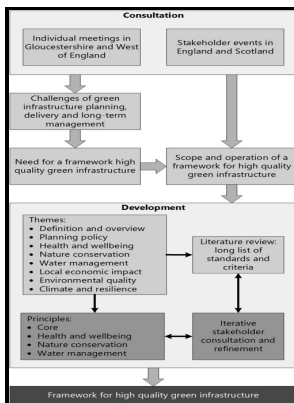 Consultation
Individual meetings in
Gloucestershire and West
of England
Stakeholder events in
England and Scotland
Challenges of green
infrastructure planning,
delivery and long-term
management
Need for a framework high
quality green infrastructure
Scope and operation of a
framework for high quality
green infrastructure
Development
Themes:
• Definition and overview
• Planning policy
• Health and wellbeing
• Nature conservation
• Water management
• Local economic impact
• Environmental quality
• Climate and resilience
Literature review:
long list of
standards and
criteria
Principles:
• Core
• Health and wellbeing
• Nature conservation
• Water management
Iterative
stakeholder
consultation and
refinement
Framework for high quality green infrastructure